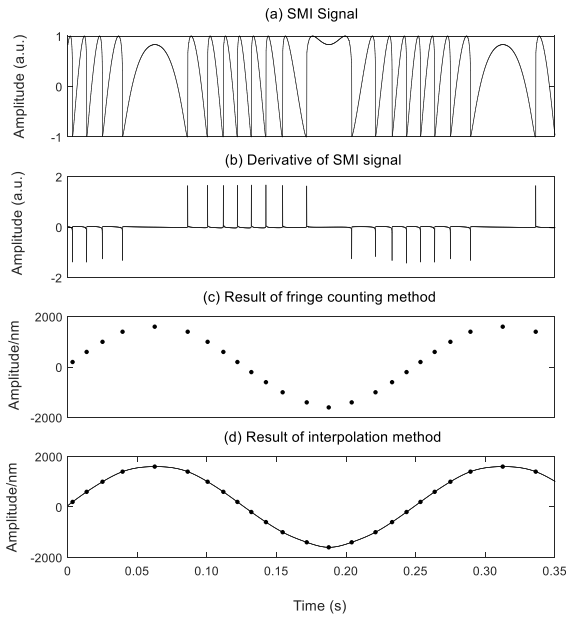 (a) SMI Signal
Amplitude (a.u.)
1
0
-1
(b) Derivative of SMI signal
Amplitude (a.u.)
2
0
-2
(c) Result of fringe counting method
Amplitude/nm
2000
0
-2000
(d) Result of interpolation method
Amplitude/nm
2000
0
-2000
0 0.05 0.10 0.15 0.20 0.25 0.30 0.35
Time (s)